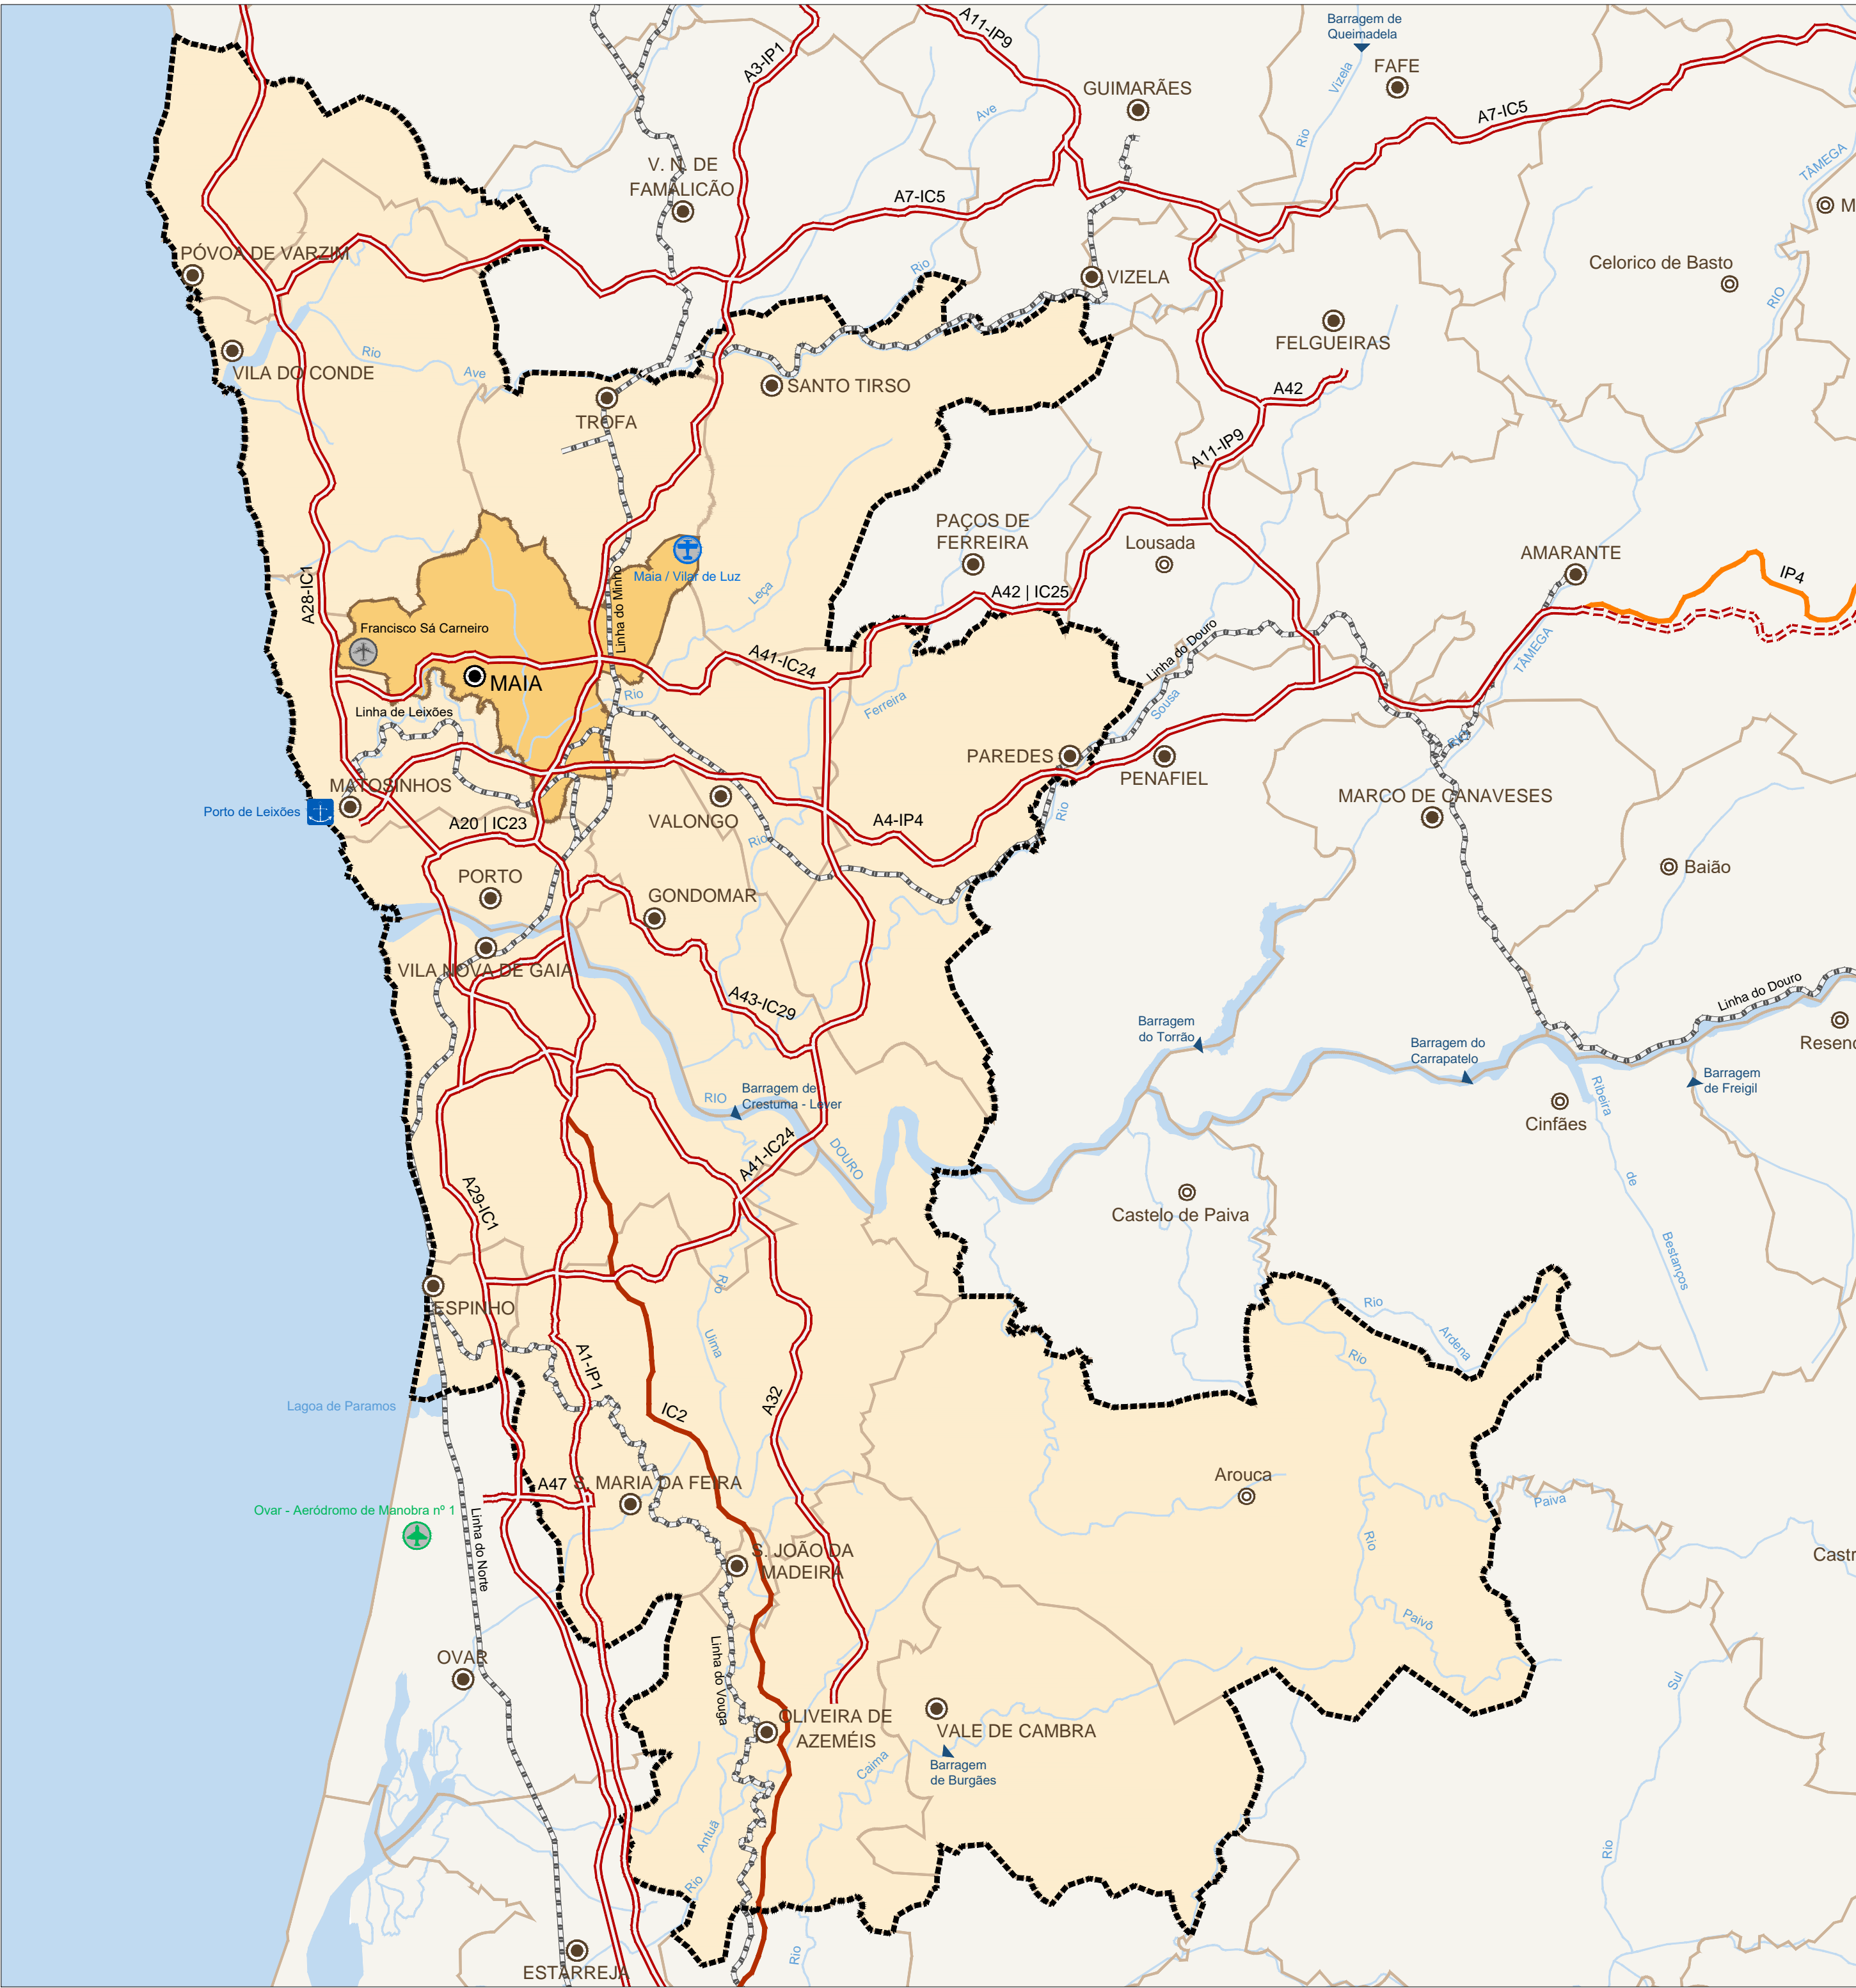 A11-IP9
Barragem de
Queimadela
A3-IP1
FAFE
GUIMARÃES
Vizela
Rio
Ave
A7-IC5
TÂMEGA
V. N. DE
FAMALICÃO
A7-IC5
M
PÓVOA DE VARZIM
Rio
VIZELA
Celorico de Basto
RIO
FELGUEIRAS
VILA DO CONDE
Rio
Ave
SANTO TIRSO
A42
TROFA
A11-IP9
PAÇOS DE
FERREIRA
Lousada
AMARANTE
IP4
Maia / Vilar de Luz
Leça
A42 | IC25
A28-IC1
Linha do Minho
Francisco Sá Carneiro
Linha do Douro
TÂMEGA
A41-IC24
MAIA
Rio
Ferreira
Sousa
Linha de Leixões
Rio
PAREDES
PENAFIEL
MATOSINHOS
Porto de Leixões
MARCO DE CANAVESES
A20 | IC23
VALONGO
A4-IP4
Rio
Rio
Baião
PORTO
GONDOMAR
VILA NOVA DE GAIA
Linha do Douro
A43-IC29
Barragem
do Torrão
Resend
Barragem do
Carrapatelo
Barragem
de Freigil
RIO
Barragem de
Crestuma - Lever
Ribeira
Cinfães
DOURO
A41-IC24
de
A29-IC1
Castelo de Paiva
Bestanços
Rio
ESPINHO
Rio
Uima
Ardena
Rio
A1-IP1
A32
Lagoa de Paramos
IC2
Arouca
A47
S. MARIA DA FEIRA
Paiva
Ovar - Aeródromo de Manobra nº 1
Linha do Norte
Rio
S. JOÃO DA
MADEIRA
Castr
Paivô
Linha do Vouga
OVAR
Sul
OLIVEIRA DE
AZEMÉIS
VALE DE CAMBRA
Caima
Barragem
de Burgães
Antuã
Rio
Rio
Rio
ESTARREJA